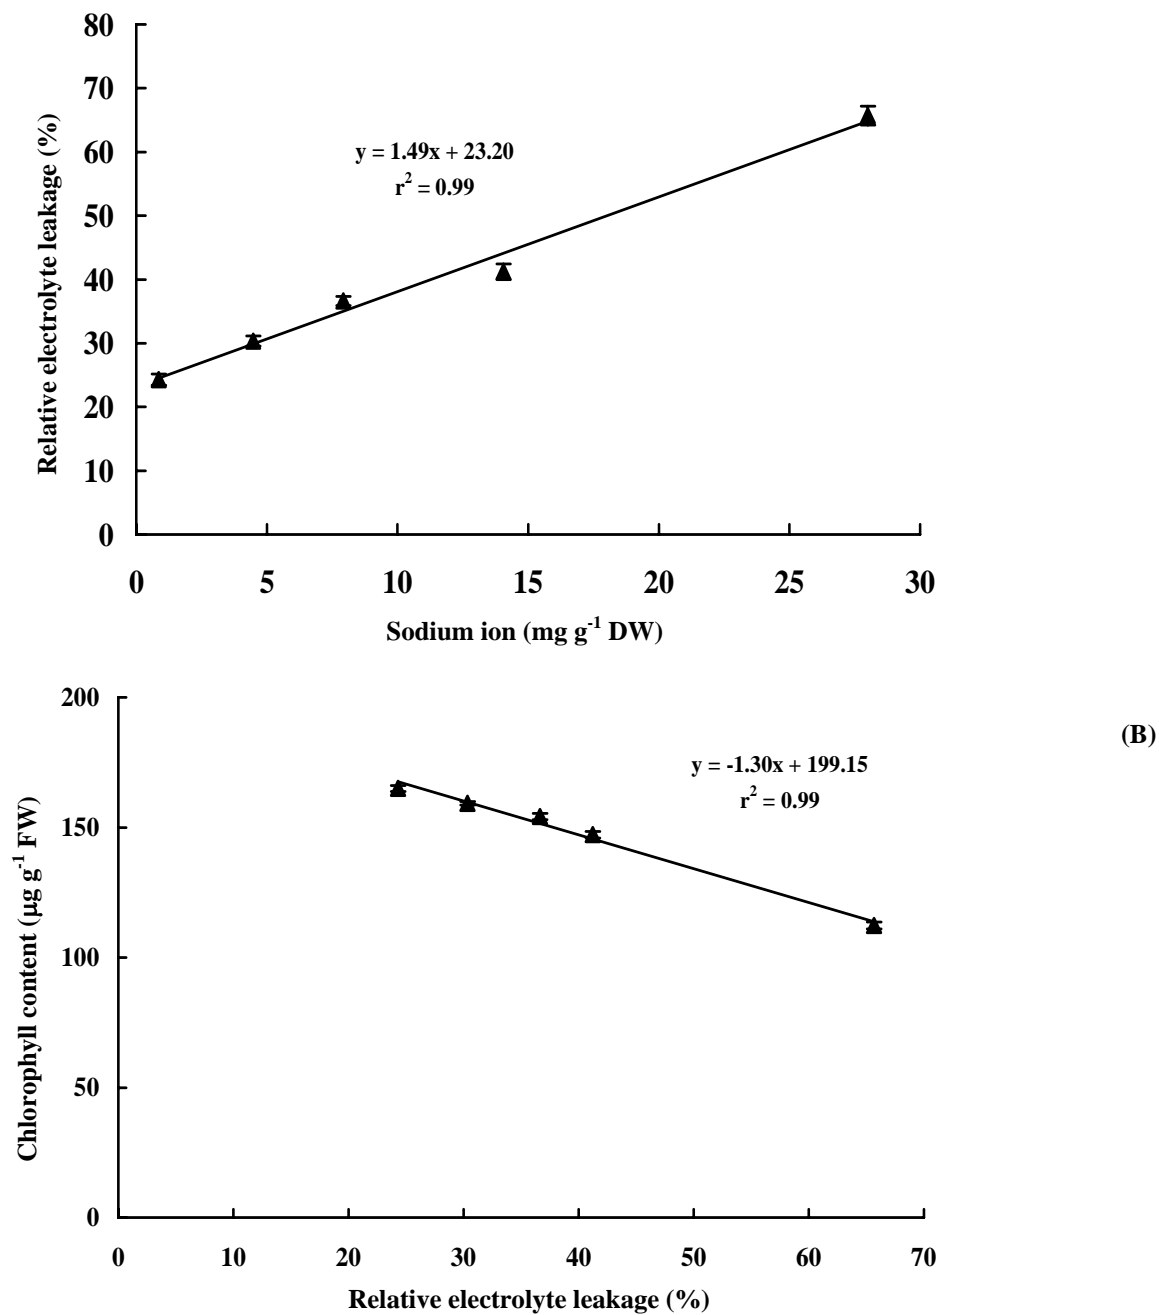 80
70
60
50
40
30
20
10
0
Relative electrolyte leakage (%)
y = 1.49x + 23.20
r² = 0.99
0 5 10 15 20 25 30
Sodium ion (mg g⁻¹ DW)
200
150
100
50
0
Chlorophyll content (µg g⁻¹ FW)
(B)
y = -1.30x + 199.15
r² = 0.99
0 10 20 30 40 50 60 70
Relative electrolyte leakage (%)